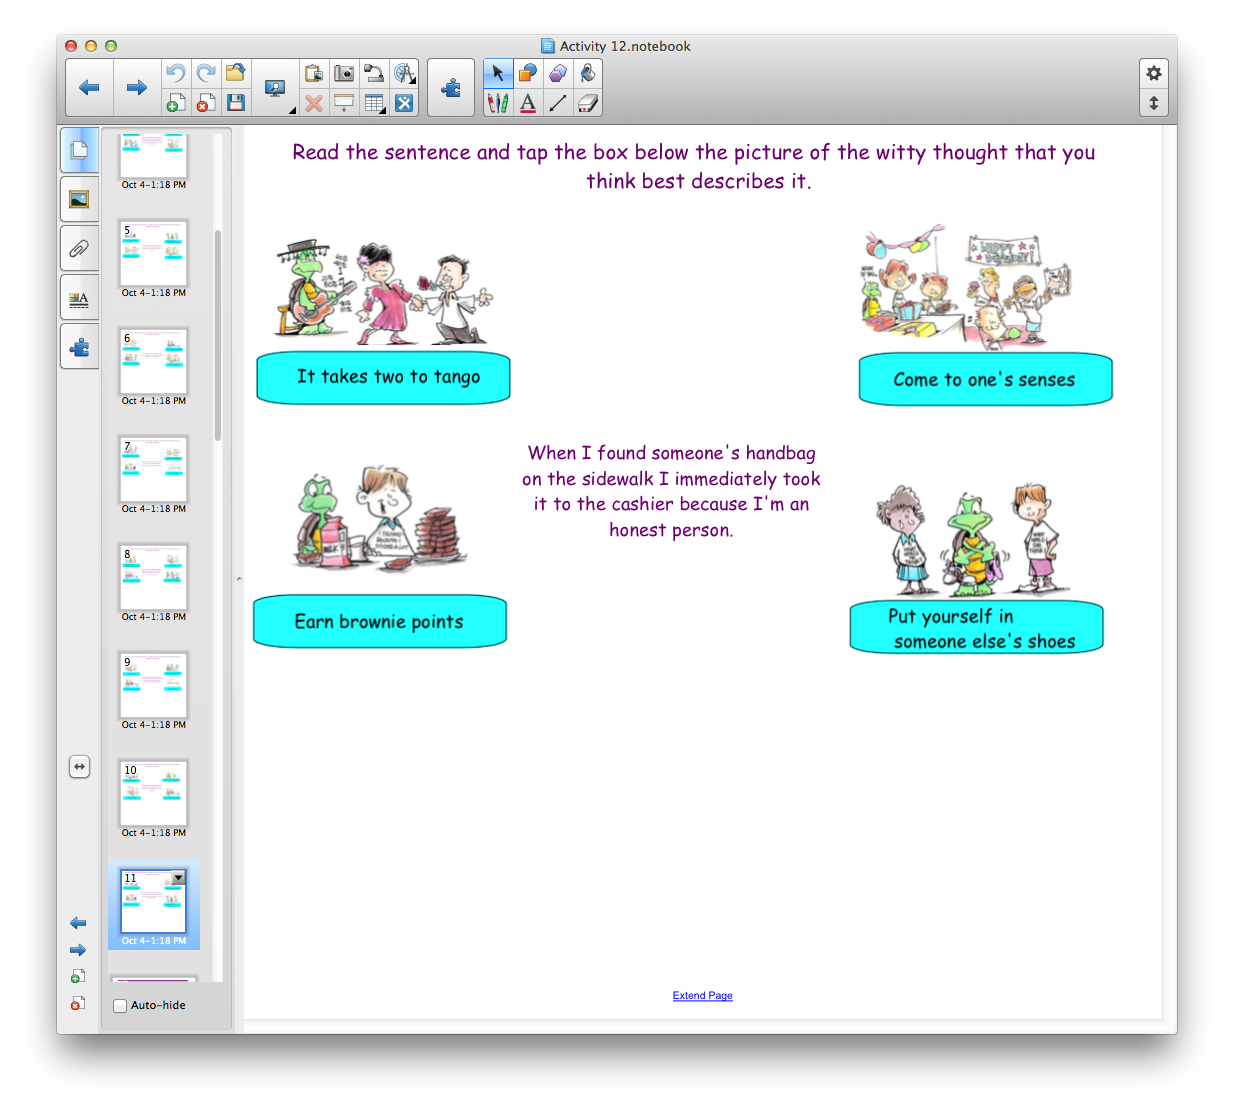 Activity 12.notebook
Read the sentence and tap the box below the picture of the witty thought that you
think best describes it.
Oct 4-1:18 PM
5
Oct 4-1:18 PM
6
Oct 4-1:18 PM
7
Oct 4-1:18 PM
8
Oct 4-1:18 PM
9
Oct 4-1:18 PM
10
Oct 4-1:18 PM
11
Oct 4-1:18 PM
Auto-hide
It takes two to tango
Come to one's senses
When I found someone's handbag
on the sidewalk I immediately took
it to the cashier because I'm an
honest person.
MILK
Earn brownie points
Put yourself in
someone else's shoes
Extend Page